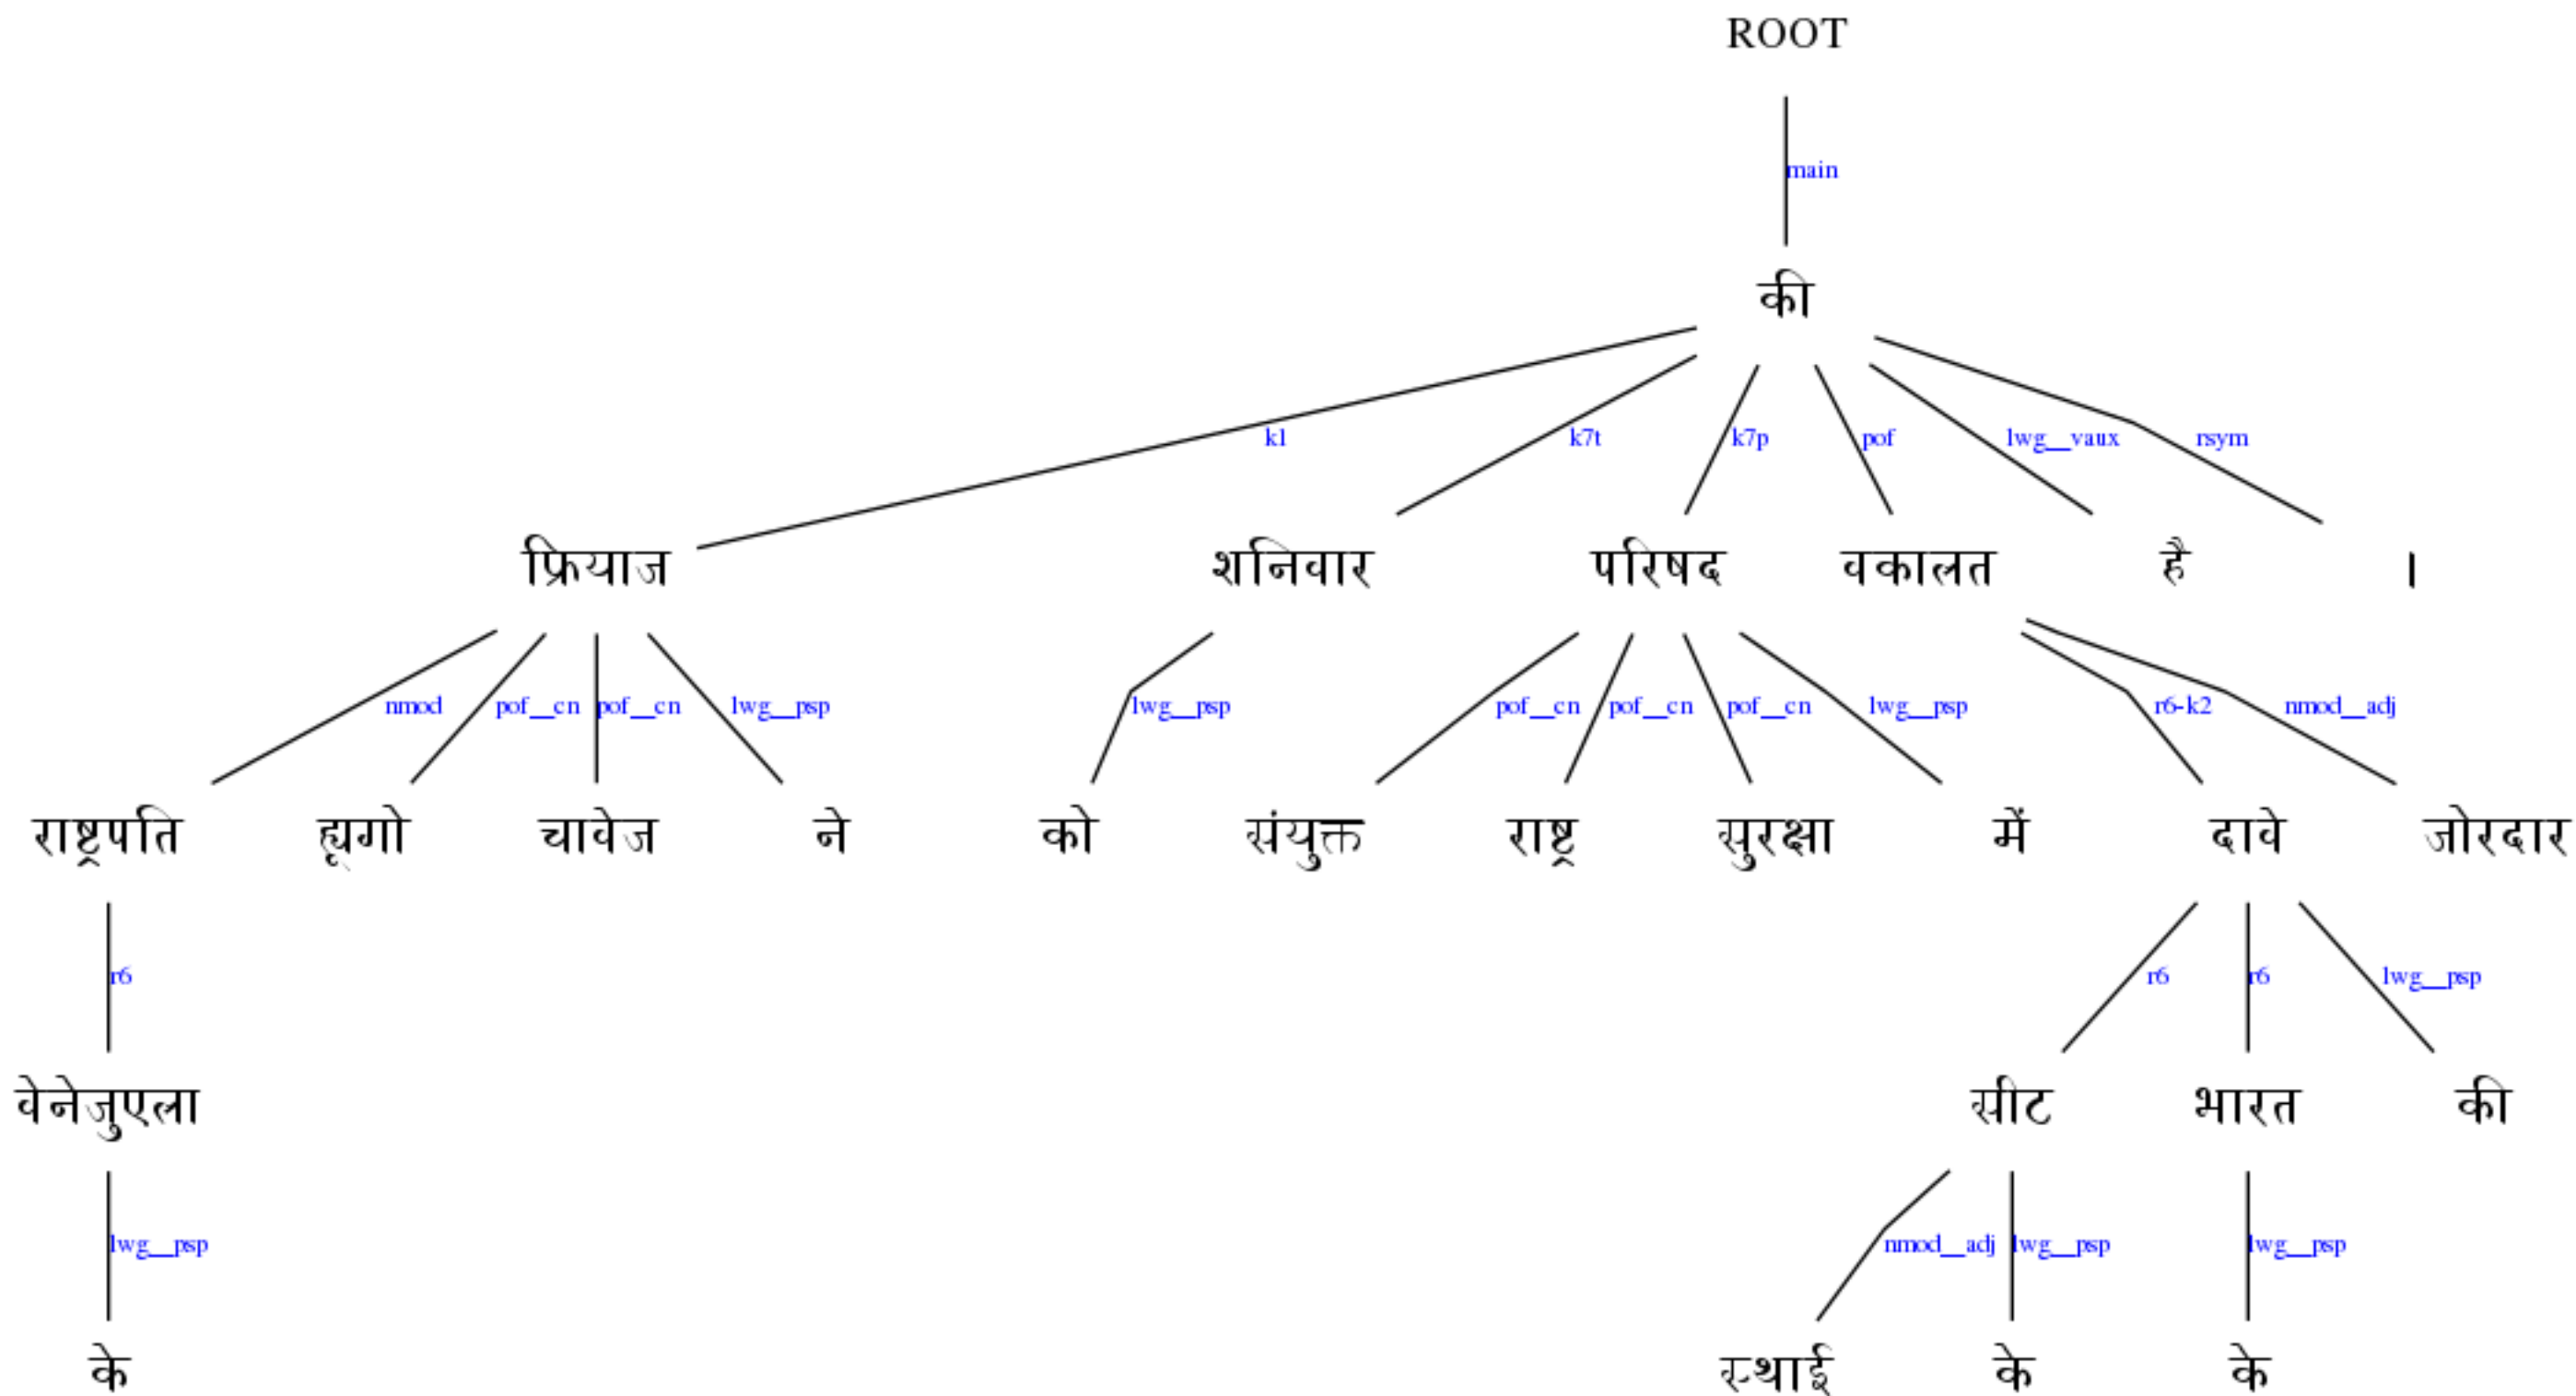 ROOT
main
की
k1 k7t k7p pof lwg__vaux rsym
फ्रियाज शनिवार परिषद वकालत है ।
nmod pof__cn pof__cn lwg__psp lwg__psp pof__cn pof__cn pof__cn lwg__psp r6-k2 nmod__adj
राष्ट्रपति ह्यूगो चावेज ने को संयुक्त राष्ट्र सुरक्षा में दावे जोरदार
r6 r6 r6 lwg__psp
वेनेजुएला सीट भारत की
lwg__psp nmod__adj lwg__psp lwg__psp
के स्थाई के के